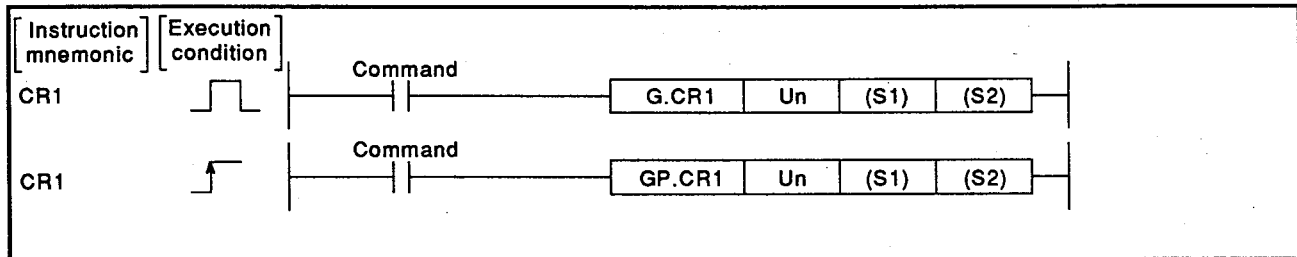 Instruction mnemonic Execution condition
Command
CR1 G.CR1 Un (S1) (S2)
Command
CR1 GP.CR1 Un (S1) (S2)